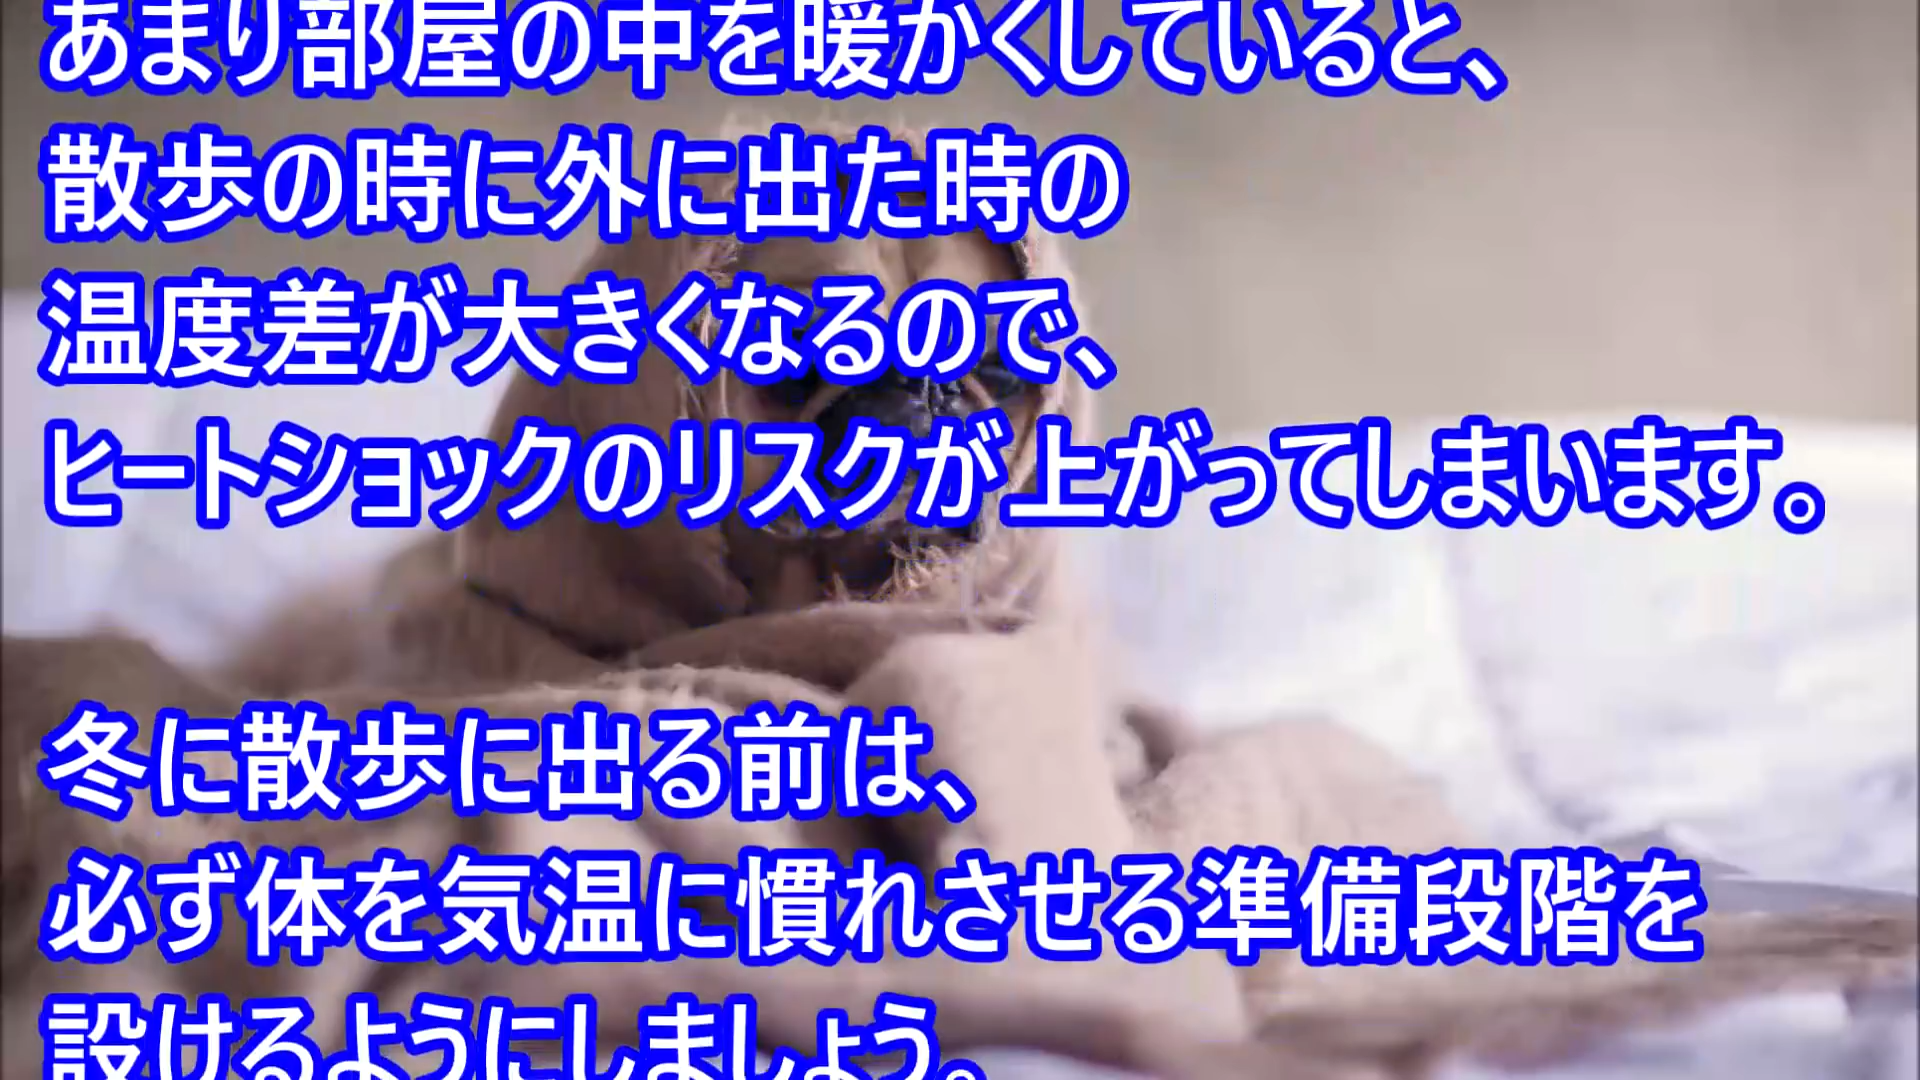 あまり部屋の中を暖かくしていると、
散歩の時に外に出た時の
温度差が大きくなるので、
ヒートショックのリスクが上がってしまいます。
冬に散歩に出る前は、
必ず体を気温に慣れさせる準備段階を
設けるようにしましょう。